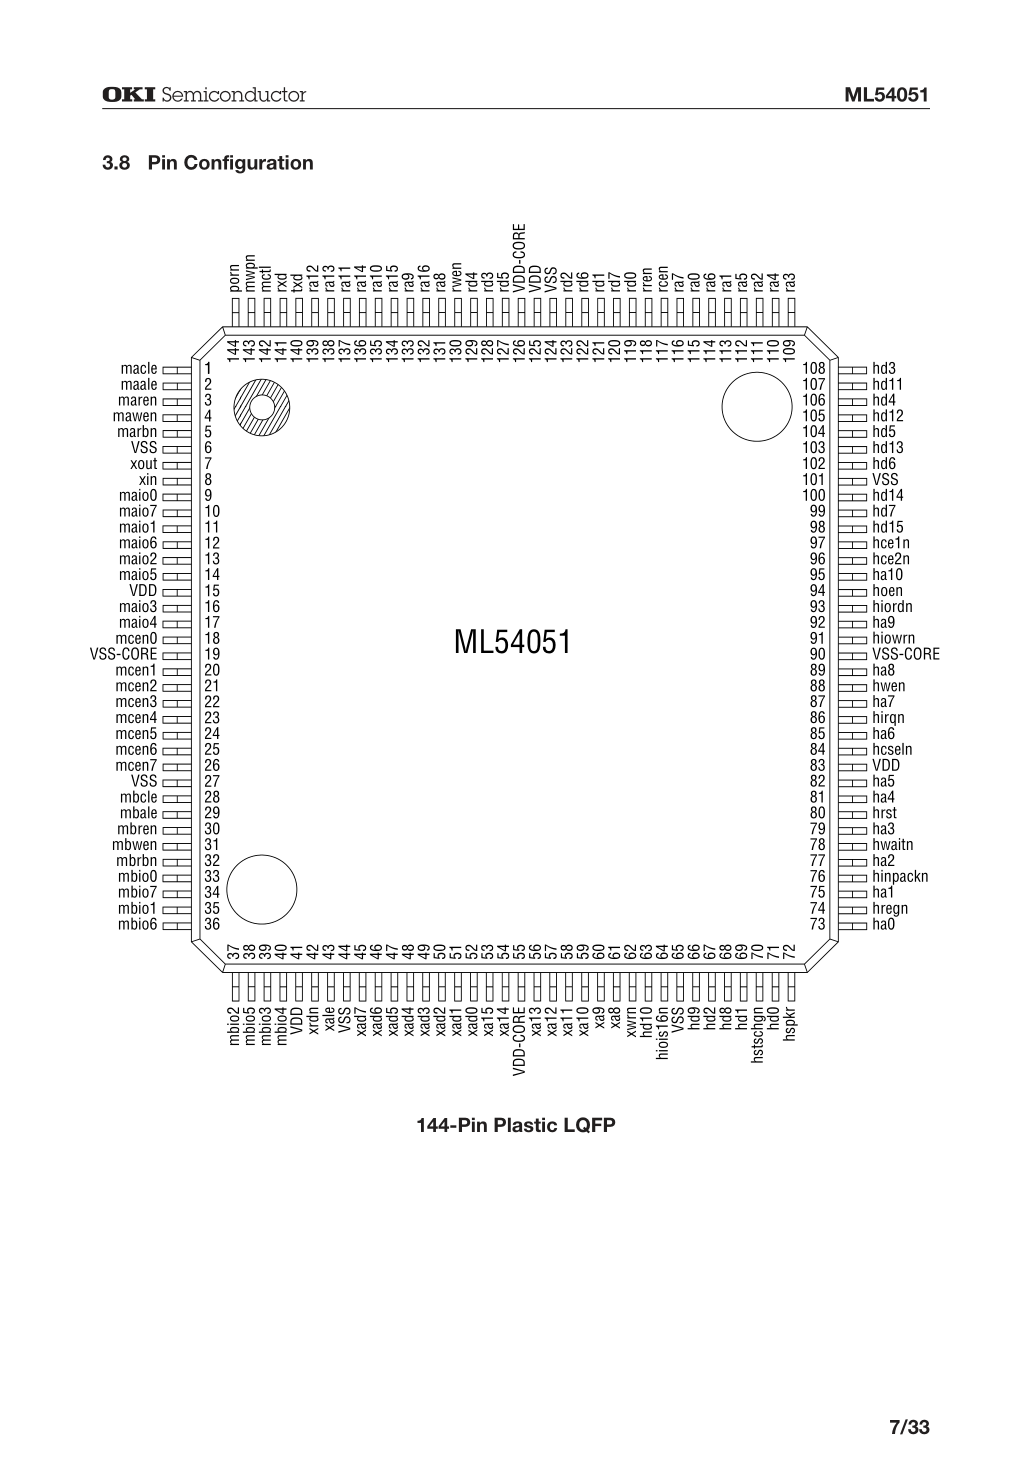 OKI Semiconductor ML54051
3.8 Pin Configuration
porn mwpn mctl rxd txd ra12 ra13 ra11 ra14 ra10 ra15 ra9 ra16 ra8 rwen rd4 rd3 rd5 VDD-CORE VDD VSS rd2 rd6 rd1 rd7 rd0 rren rcen ra7 ra0 ra6 ra1 ra5 ra2 ra4 ra3
144 143 142 141 140 139 138 137 136 135 134 133 132 131 130 129 128 127 126 125 124 123 122 121 120 119 118 117 116 115 114 113 112 111 110 109
macle 1 108 hd3
maale 2 107 hd11
maren 3 106 hd4
mawen 4 105 hd12
marbn 5 104 hd5
VSS 6 103 hd13
xout 7 102 hd6
xin 8 101 VSS
maio0 9 100 hd14
maio7 10 99 hd7
maio1 11 98 hd15
maio6 12 97 hce1n
maio2 13 96 hce2n
maio5 14 95 ha10
VDD 15 94 hoen
maio3 16 93 hiordn
maio4 17 92 ha9
mcen0 18 91 hiowrn
ML54051
VSS-CORE 19 90 VSS-CORE
mcen1 20 89 ha8
mcen2 21 88 hwen
mcen3 22 87 ha7
mcen4 23 86 hirqn
mcen5 24 85 ha6
mcen6 25 84 hcseln
mcen7 26 83 VDD
VSS 27 82 ha5
mbcle 28 81 ha4
mbale 29 80 hrst
mbren 30 79 ha3
mbwen 31 78 hwaitn
mbrbn 32 77 ha2
mbio0 33 76 hinpackn
mbio7 34 75 ha1
mbio1 35 74 hregn
mbio6 36 73 ha0
37 38 39 40 41 42 43 44 45 46 47 48 49 50 51 52 53 54 55 56 57 58 59 60 61 62 63 64 65 66 67 68 69 70 71 72
mbio2 mbio5 mbio3 mbio4 VDD xrdn xale VSS xad7 xad6 xad5 xad4 xad3 xad2 xad1 xad0 xa15 xa14 VDD-CORE xa13 xa12 xa11 xa10 xa9 xa8 xwrn hd10 hiois16n VSS hd9 hd2 hd8 hd1 hstschgn hd0 hspkr
144-Pin Plastic LQFP
7/33